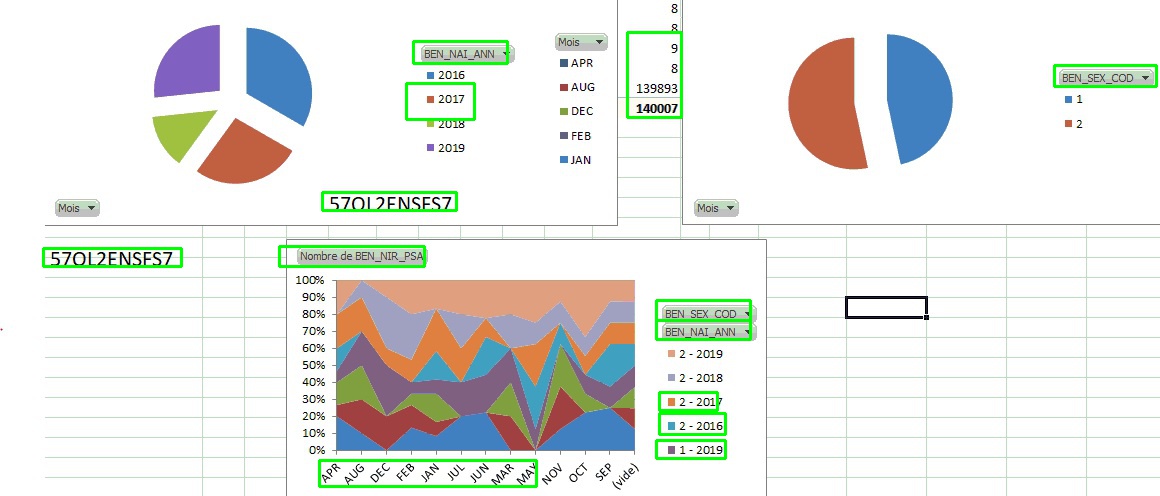 BEN_NAI_ANN
2016
2017
2018
2019
Mois
APR
AUG
DEC
FEB
JAN
Mois
8
8
9
8
139893
140007
BEN_SEX_COD
1
2
Mois
57OL2ENSES7
57OL2ENSES7
Nombre de BEN_NIR_PSA
100%
90%
80%
70%
60%
50%
40%
30%
20%
10%
0%
APR AUG DEC FEB JAN JUL JUN MAR MAY NOV OCT SEP (vide)
BEN_SEX_COD
BEN_NAI_ANN
2 - 2019
2 - 2018
2 - 2017
2 - 2016
1 - 2019